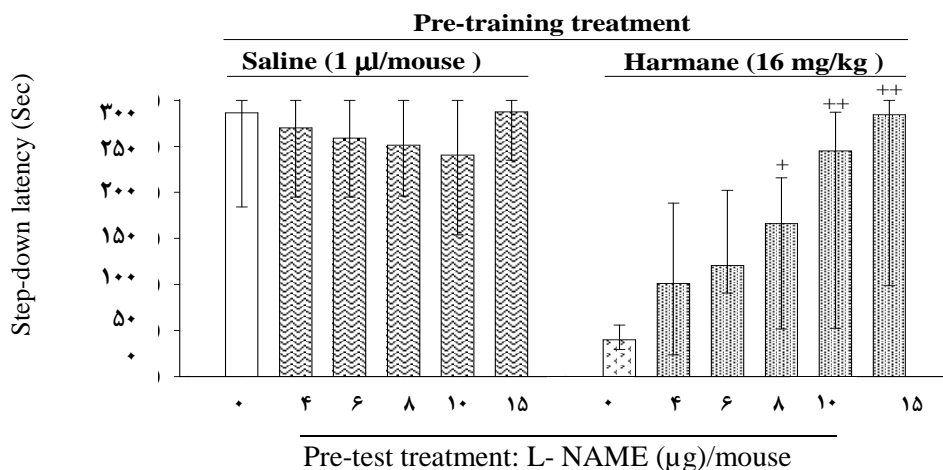 Pre-training treatment
Saline (1 µl/mouse )
Harmane (16 mg/kg )
++
++
+
Step-down latency (Sec)
۳۰۰
۲۵۰
۲۰۰
۱۵۰
۱۰۰
۵۰
۰
۰ ۴ ۶ ۸ ۱۰ ۱۵ ۰ ۴ ۶ ۸ ۱۰ ۱۵
Pre-test treatment: L- NAME (µg)/mouse